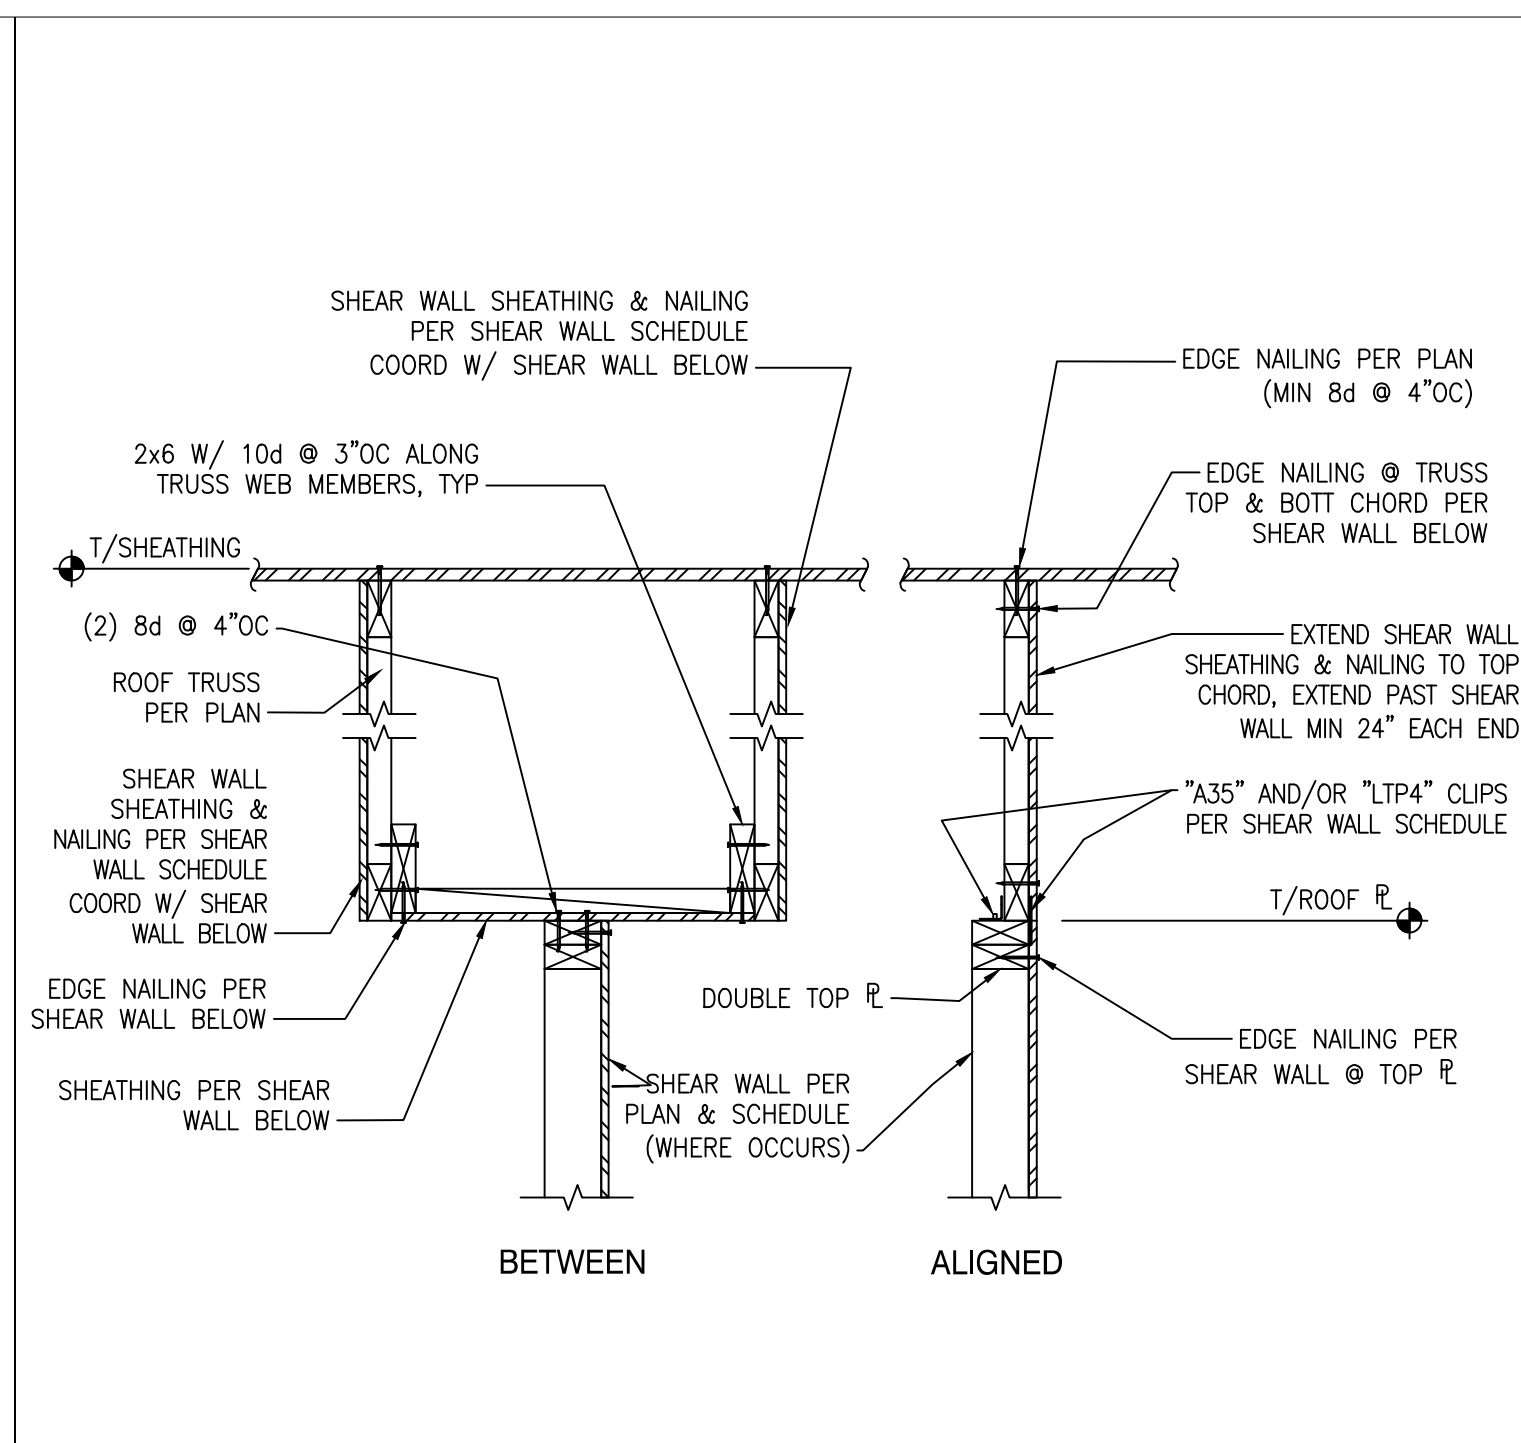 SHEAR WALL SHEATHING & NAILING
PER SHEAR WALL SCHEDULE
COORD W/ SHEAR WALL BELOW
2x6 W/ 10d @ 3"OC ALONG
TRUSS WEB MEMBERS, TYP
T/SHEATHING
(2) 8d @ 4"OC
ROOF TRUSS
PER PLAN
SHEAR WALL
SHEATHING &
NAILING PER SHEAR
WALL SCHEDULE
COORD W/ SHEAR
WALL BELOW
EDGE NAILING PER
SHEAR WALL BELOW
SHEATHING PER SHEAR
WALL BELOW
SHEAR WALL PER
PLAN & SCHEDULE
(WHERE OCCURS)
DOUBLE TOP ⅊
EDGE NAILING PER PLAN
(MIN 8d @ 4"OC)
EDGE NAILING @ TRUSS
TOP & BOTT CHORD PER
SHEAR WALL BELOW
EXTEND SHEAR WALL
SHEATHING & NAILING TO TOP
CHORD, EXTEND PAST SHEAR
WALL MIN 24" EACH END
"A35" AND/OR "LTP4" CLIPS
PER SHEAR WALL SCHEDULE
T/ROOF ⅊
EDGE NAILING PER
SHEAR WALL @ TOP ⅊
BETWEEN
ALIGNED